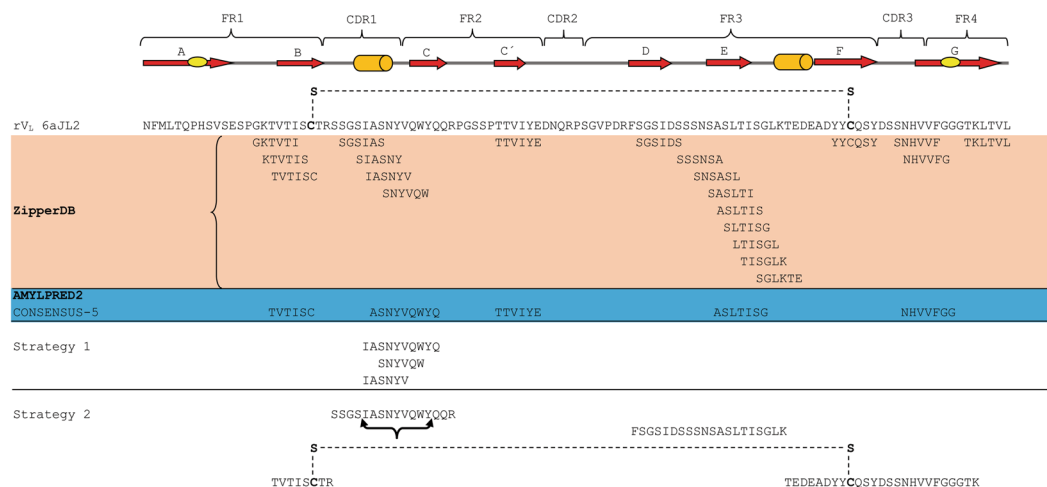 FR1 CDR1 FR2 CDR2 FR3 CDR3 FR4
A B C C´ D E F G
S S
rVL 6aJL2 NFMLTQPHSVSESPGKTVTISCTRSSGSIASNYVQWYQQRPGSSPTTVIYEDNQRPSGVPDRFSGSIDSSSNSASLTISGLKTEDEADYYCQSYDSSNHVVFGGGTKLTVL
GKTVTI SGSIAS TTVIYE SGSIDS YYCQSY SNHVVF TKLTVL
KTVTIS SIASNY SSSNSA NHVVFG
TVTISC IASNYV SNSASL
SNYVQW SASLTI
ZipperDB ASLTIS
SLTISG
LTISGL
TISGLK
SGLKTE
AMYLPRED2
CONSENSUS-5 TVTISC ASNYVQWYQ TTVIYE ASLTISG NHVVFGG
Strategy 1 IASNYVQWYQ
SNYVQW
IASNYV
Strategy 2 SSGSIASNYVQWYQQR
FSGSIDSSSNSASLTISGLK
S S
TVTISCTR TEDEADYYCQSYDSSNHVVFGGGTK